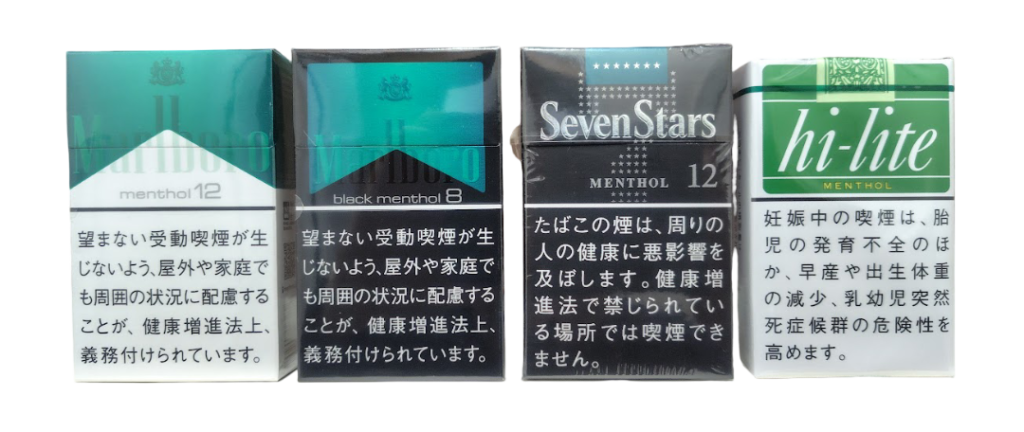 Marlboro
menthol 12
望まない受動喫煙が生
じないよう、屋外や家庭で
も周囲の状況に配慮する
ことが、健康増進法上、
義務付けられています。
Marlboro
black menthol 8
望まない受動喫煙が生
じないよう、屋外や家庭で
も周囲の状況に配慮する
ことが、健康増進法上、
義務付けられています。
SevenStars
MENTHOL 12
たばこの煙は、周りの
人の健康に悪影響を
及ぼします。健康増
進法で禁じられてい
る場所では喫煙でき
ません。
hi-lite
MENTHOL
妊娠中の喫煙は、胎
児の発育不全のほ
か、早産や出生体重
の減少、乳幼児突然
死症候群の危険性を
高めます。